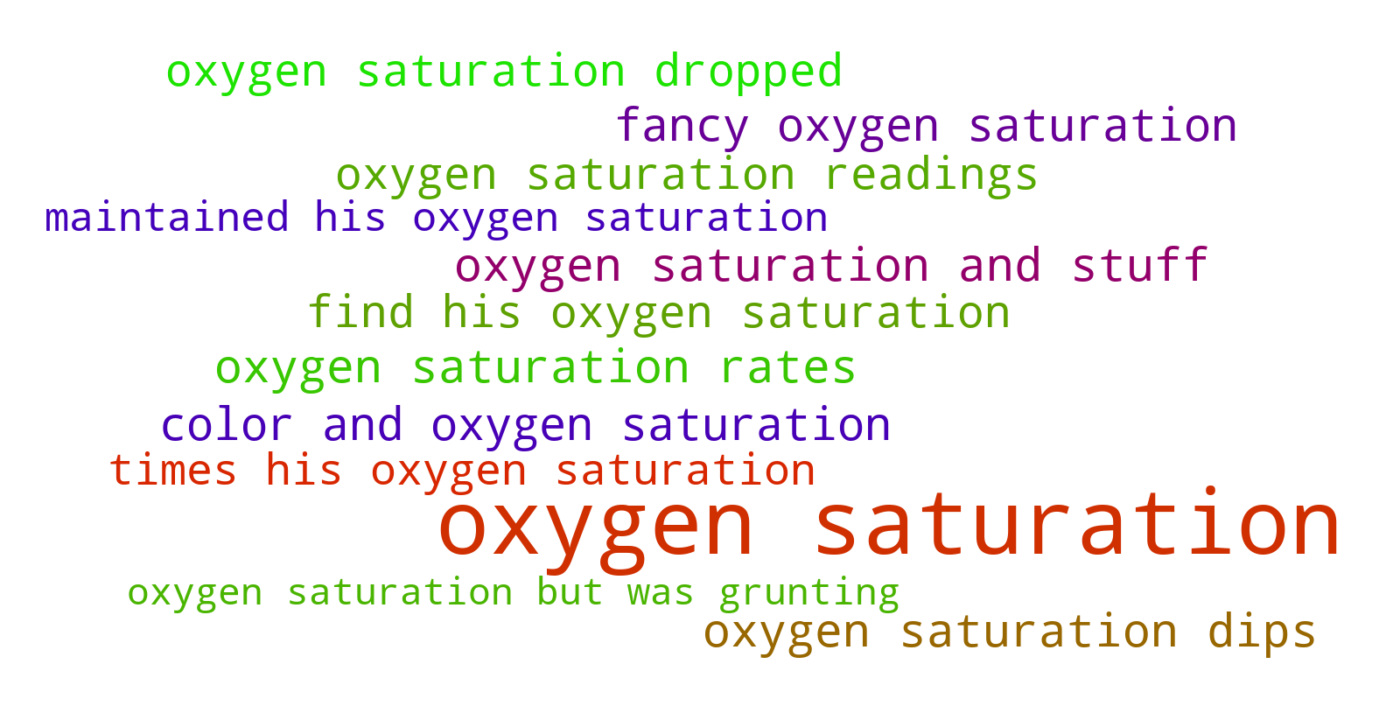 oxygen saturation dropped
fancy oxygen saturation
oxygen saturation readings
maintained his oxygen saturation
oxygen saturation and stuff
find his oxygen saturation
oxygen saturation rates
color and oxygen saturation
times his oxygen saturation
oxygen saturation
oxygen saturation but was grunting
oxygen saturation dips